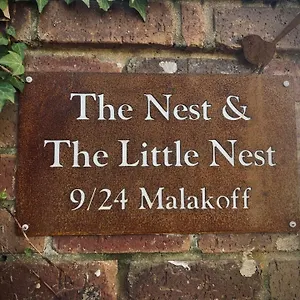 The Nest &
The Little Nest
9/24 Malakoff